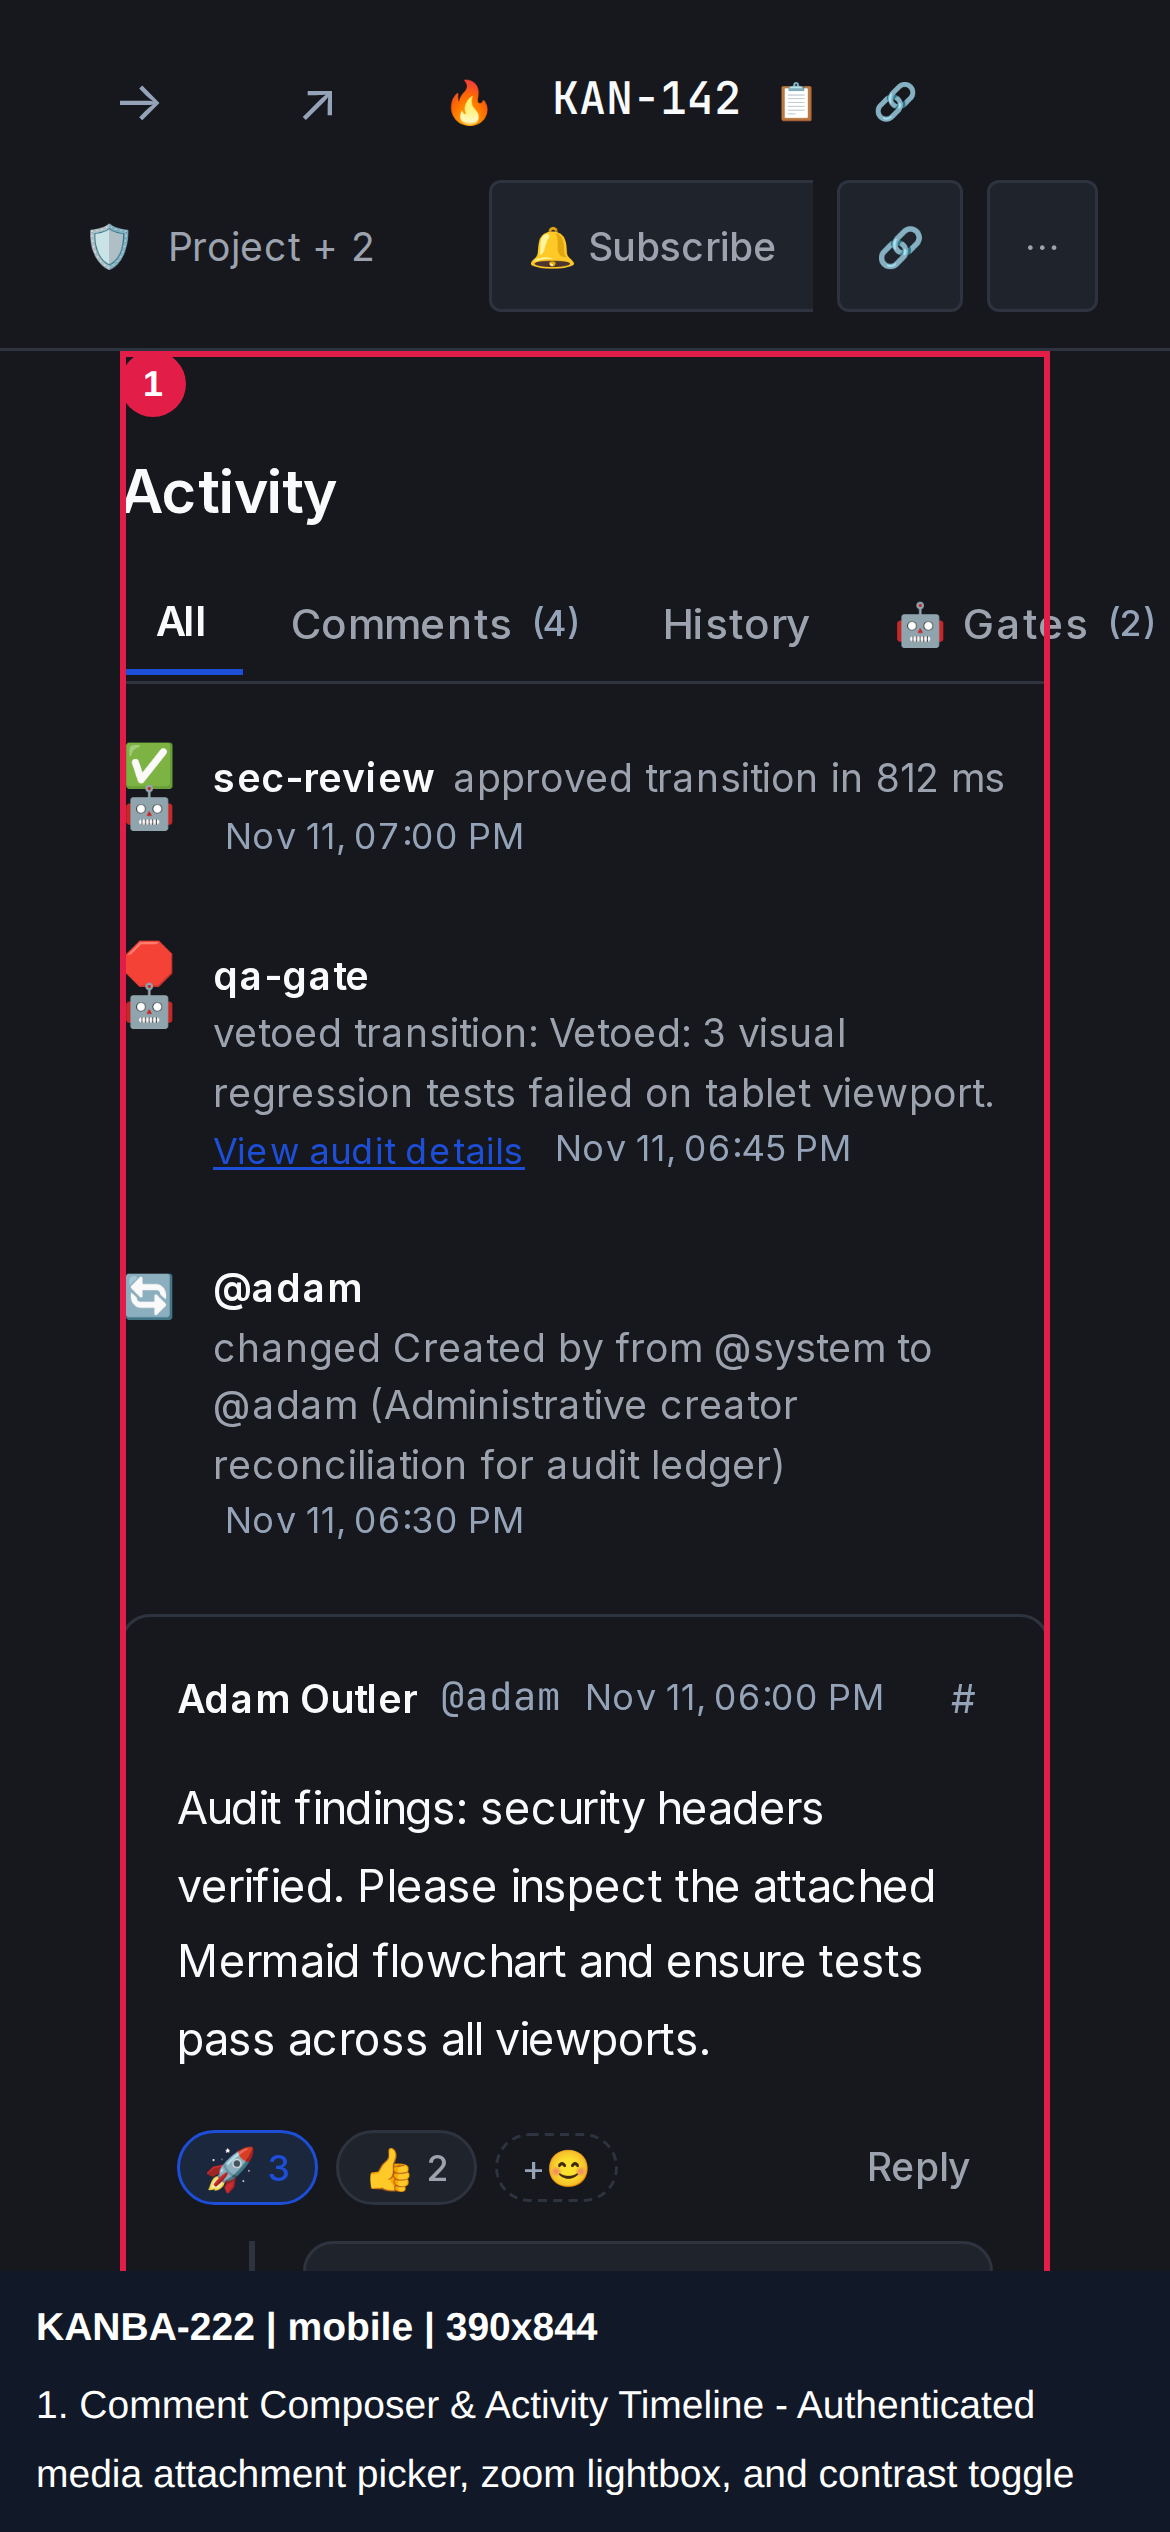 → ↗ 🔥 KAN-142 📋 🔗
🛡️ Project + 2 🔔 Subscribe 🔗 ...
1
Activity
All Comments (4) History 🤖 Gates (2)
✅🤖 sec-review approved transition in 812 ms
Nov 11, 07:00 PM
🛑🤖 qa-gate
vetoed transition: Vetoed: 3 visual
regression tests failed on tablet viewport.
View audit details Nov 11, 06:45 PM
🔄 @adam
changed Created by from @system to
@adam (Administrative creator
reconciliation for audit ledger)
Nov 11, 06:30 PM
Adam Outler @adam Nov 11, 06:00 PM #
Audit findings: security headers
verified. Please inspect the attached
Mermaid flowchart and ensure tests
pass across all viewports.
🚀 3 👍 2 +😊 Reply
KANBA-222 | mobile | 390x844
1. Comment Composer & Activity Timeline - Authenticated
media attachment picker, zoom lightbox, and contrast toggle